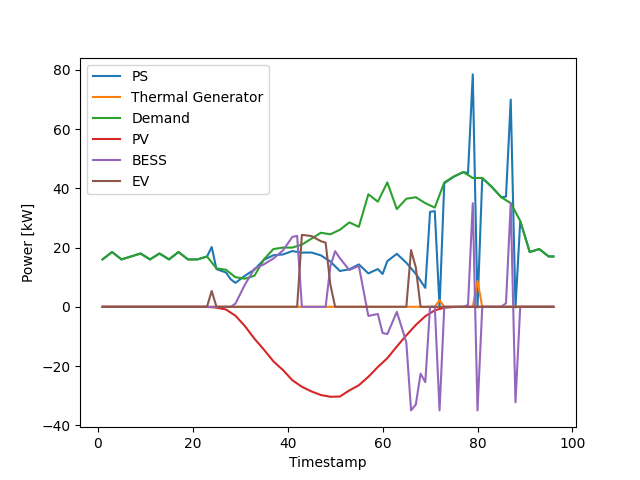 PS
Thermal Generator
Demand
PV
BESS
EV
80
60
40
20
0
−20
−40
Power [kW]
0 20 40 60 80 100
Timestamp